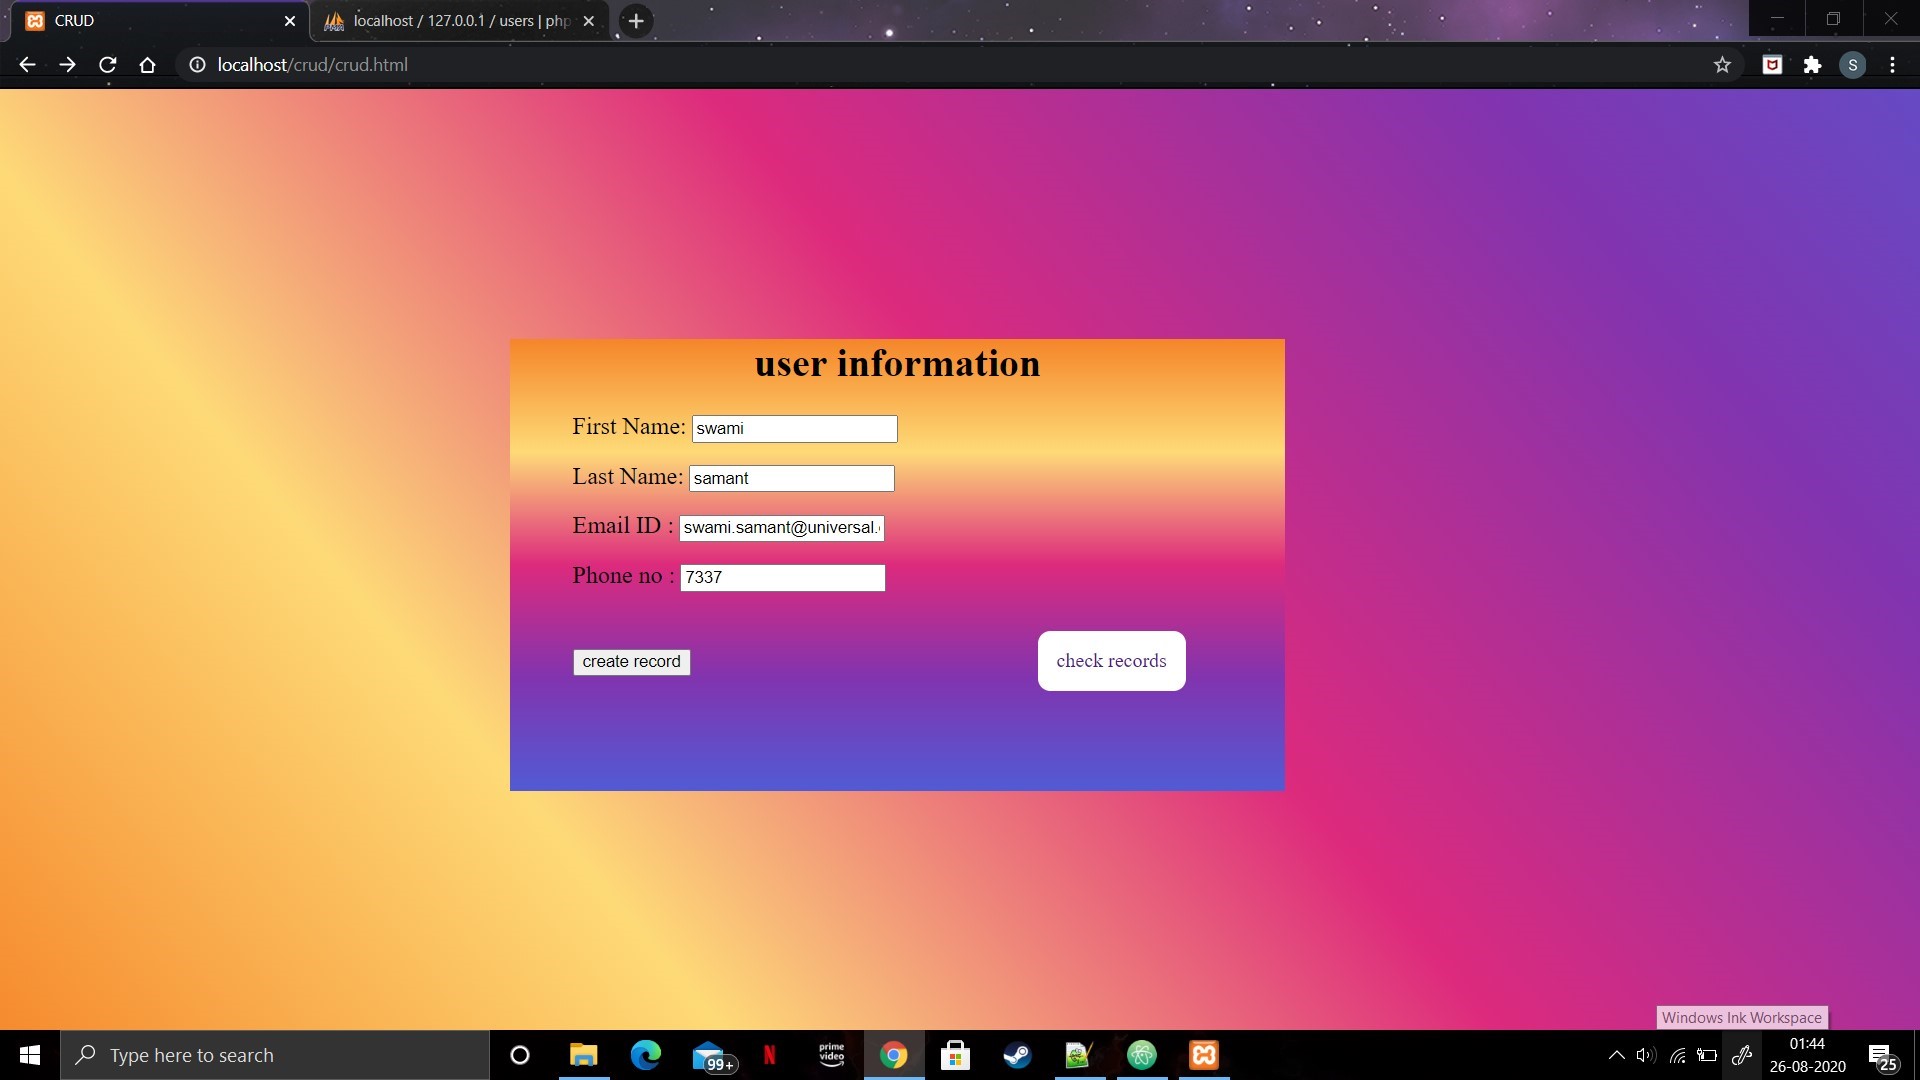 CRUD
localhost / 127.0.0.1 / users | php
localhost/crud/crud.html
S
user information
First Name: swami
Last Name: samant
Email ID : swami.samant@universal.
Phone no : 7337
create record
check records
Windows Ink Workspace
Type here to search
99+
N
prime video
01:44
26-08-2020
25